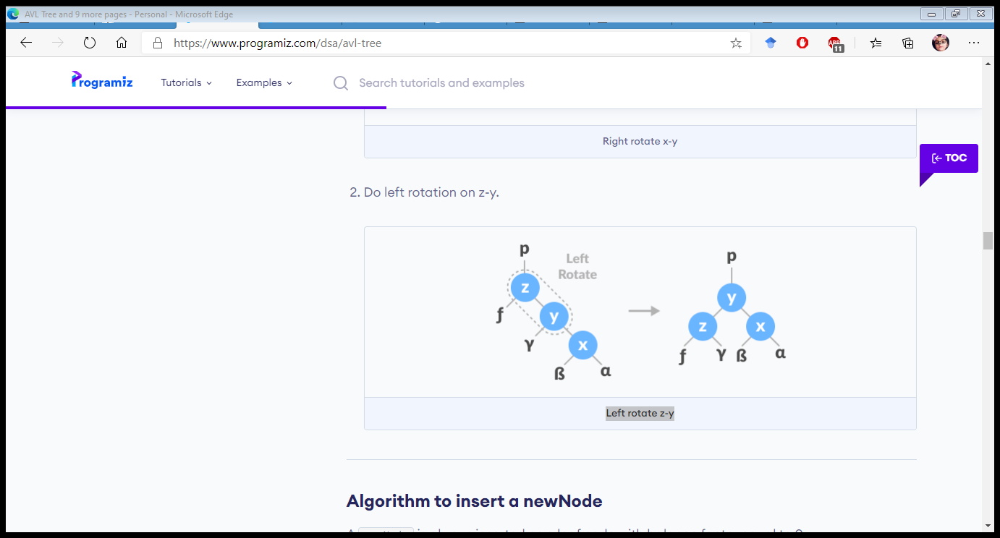 AVL Tree and 9 more pages - Personal - Microsoft Edge
https://www.programiz.com/dsa/avl-tree
11
Programiz
Tutorials
Examples
Search tutorials and examples
Right rotate x-y
TOC
2. Do left rotation on z-y.
p
Left
Rotate
p
z
y
ƒ
y
z
x
γ
x
ƒ
γ
ß
α
ß
α
Left rotate z-y
Algorithm to insert a newNode